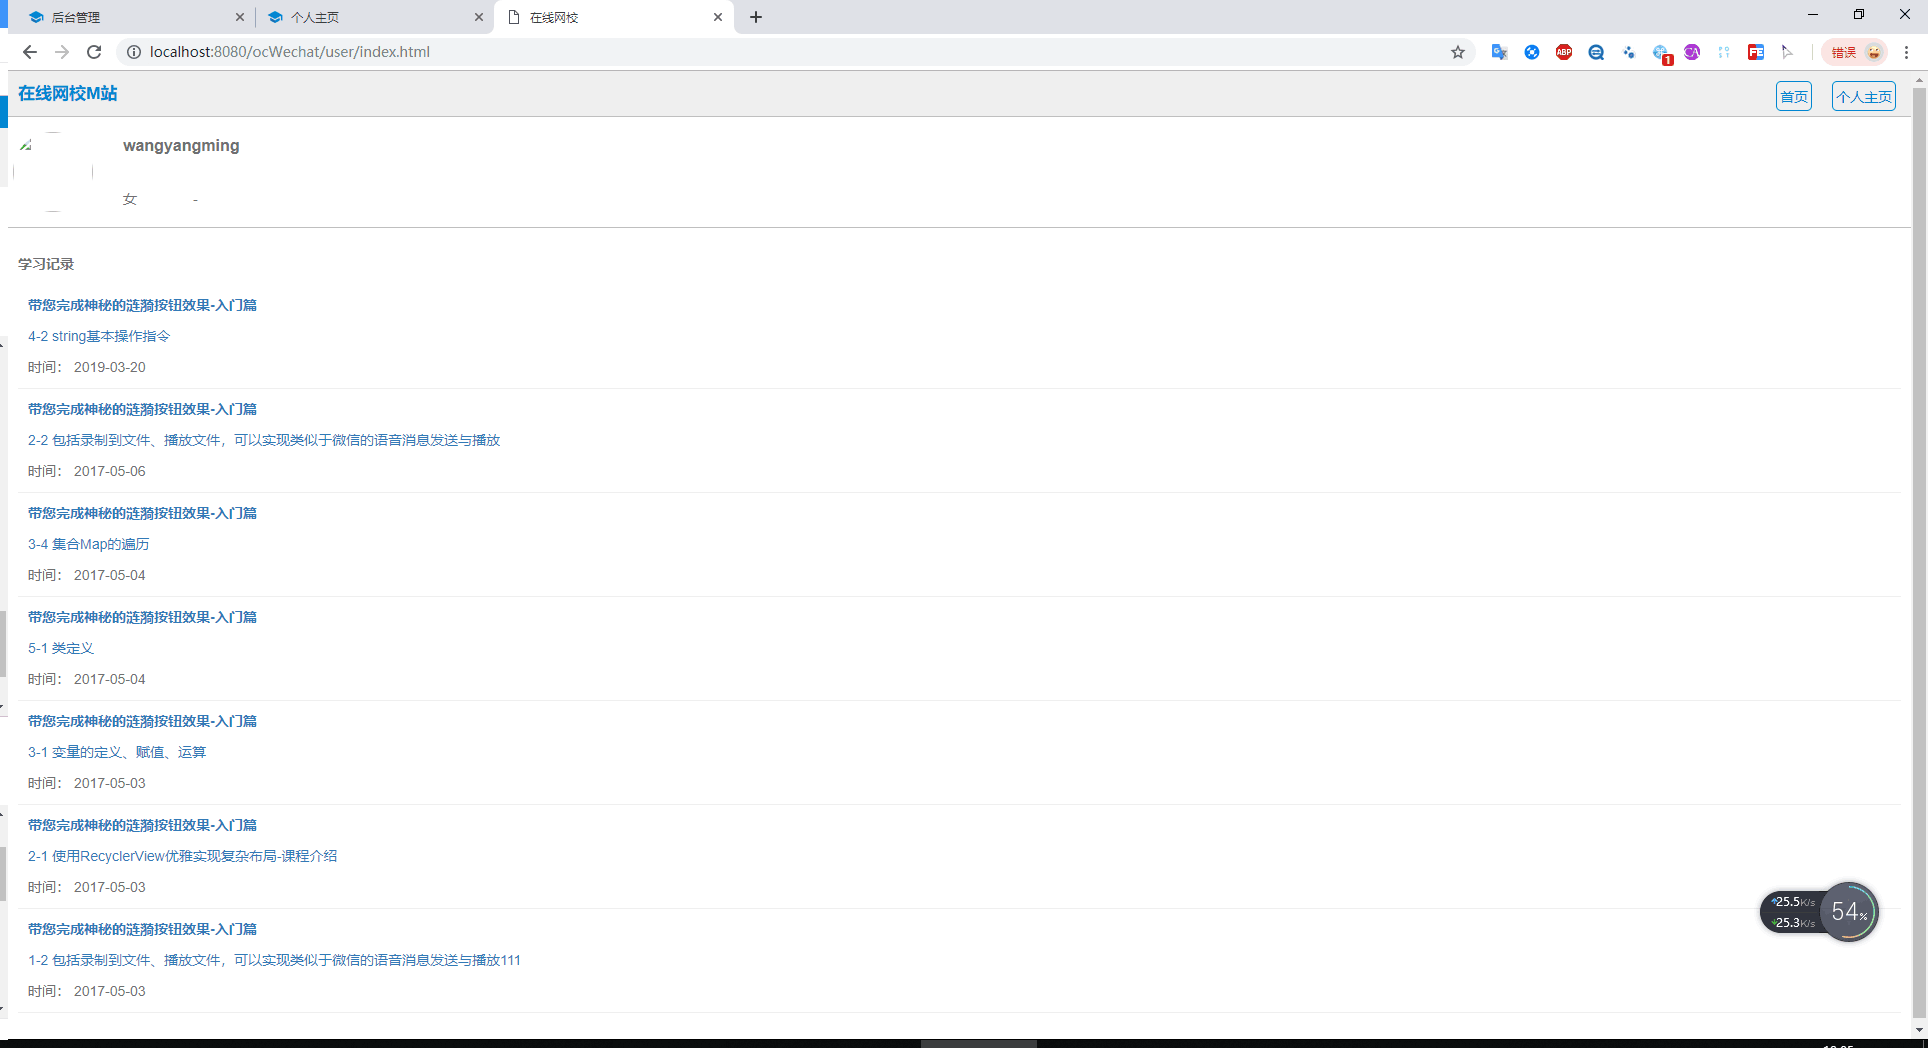 后台管理
个人主页
在线网校
localhost:8080/ocWechat/user/index.html
ABP
1
CA
FE
错误
在线网校M站
首页
个人主页
wangyangming
女 -
学习记录
带您完成神秘的涟漪按钮效果-入门篇
4-2 string基本操作指令
时间： 2019-03-20
带您完成神秘的涟漪按钮效果-入门篇
2-2 包括录制到文件、播放文件，可以实现类似于微信的语音消息发送与播放
时间： 2017-05-06
带您完成神秘的涟漪按钮效果-入门篇
3-4 集合Map的遍历
时间： 2017-05-04
带您完成神秘的涟漪按钮效果-入门篇
5-1 类定义
时间： 2017-05-04
带您完成神秘的涟漪按钮效果-入门篇
3-1 变量的定义、赋值、运算
时间： 2017-05-03
带您完成神秘的涟漪按钮效果-入门篇
2-1 使用RecyclerView优雅实现复杂布局-课程介绍
时间： 2017-05-03
25.5K/s
25.3K/s
54%
带您完成神秘的涟漪按钮效果-入门篇
1-2 包括录制到文件、播放文件，可以实现类似于微信的语音消息发送与播放111
时间： 2017-05-03